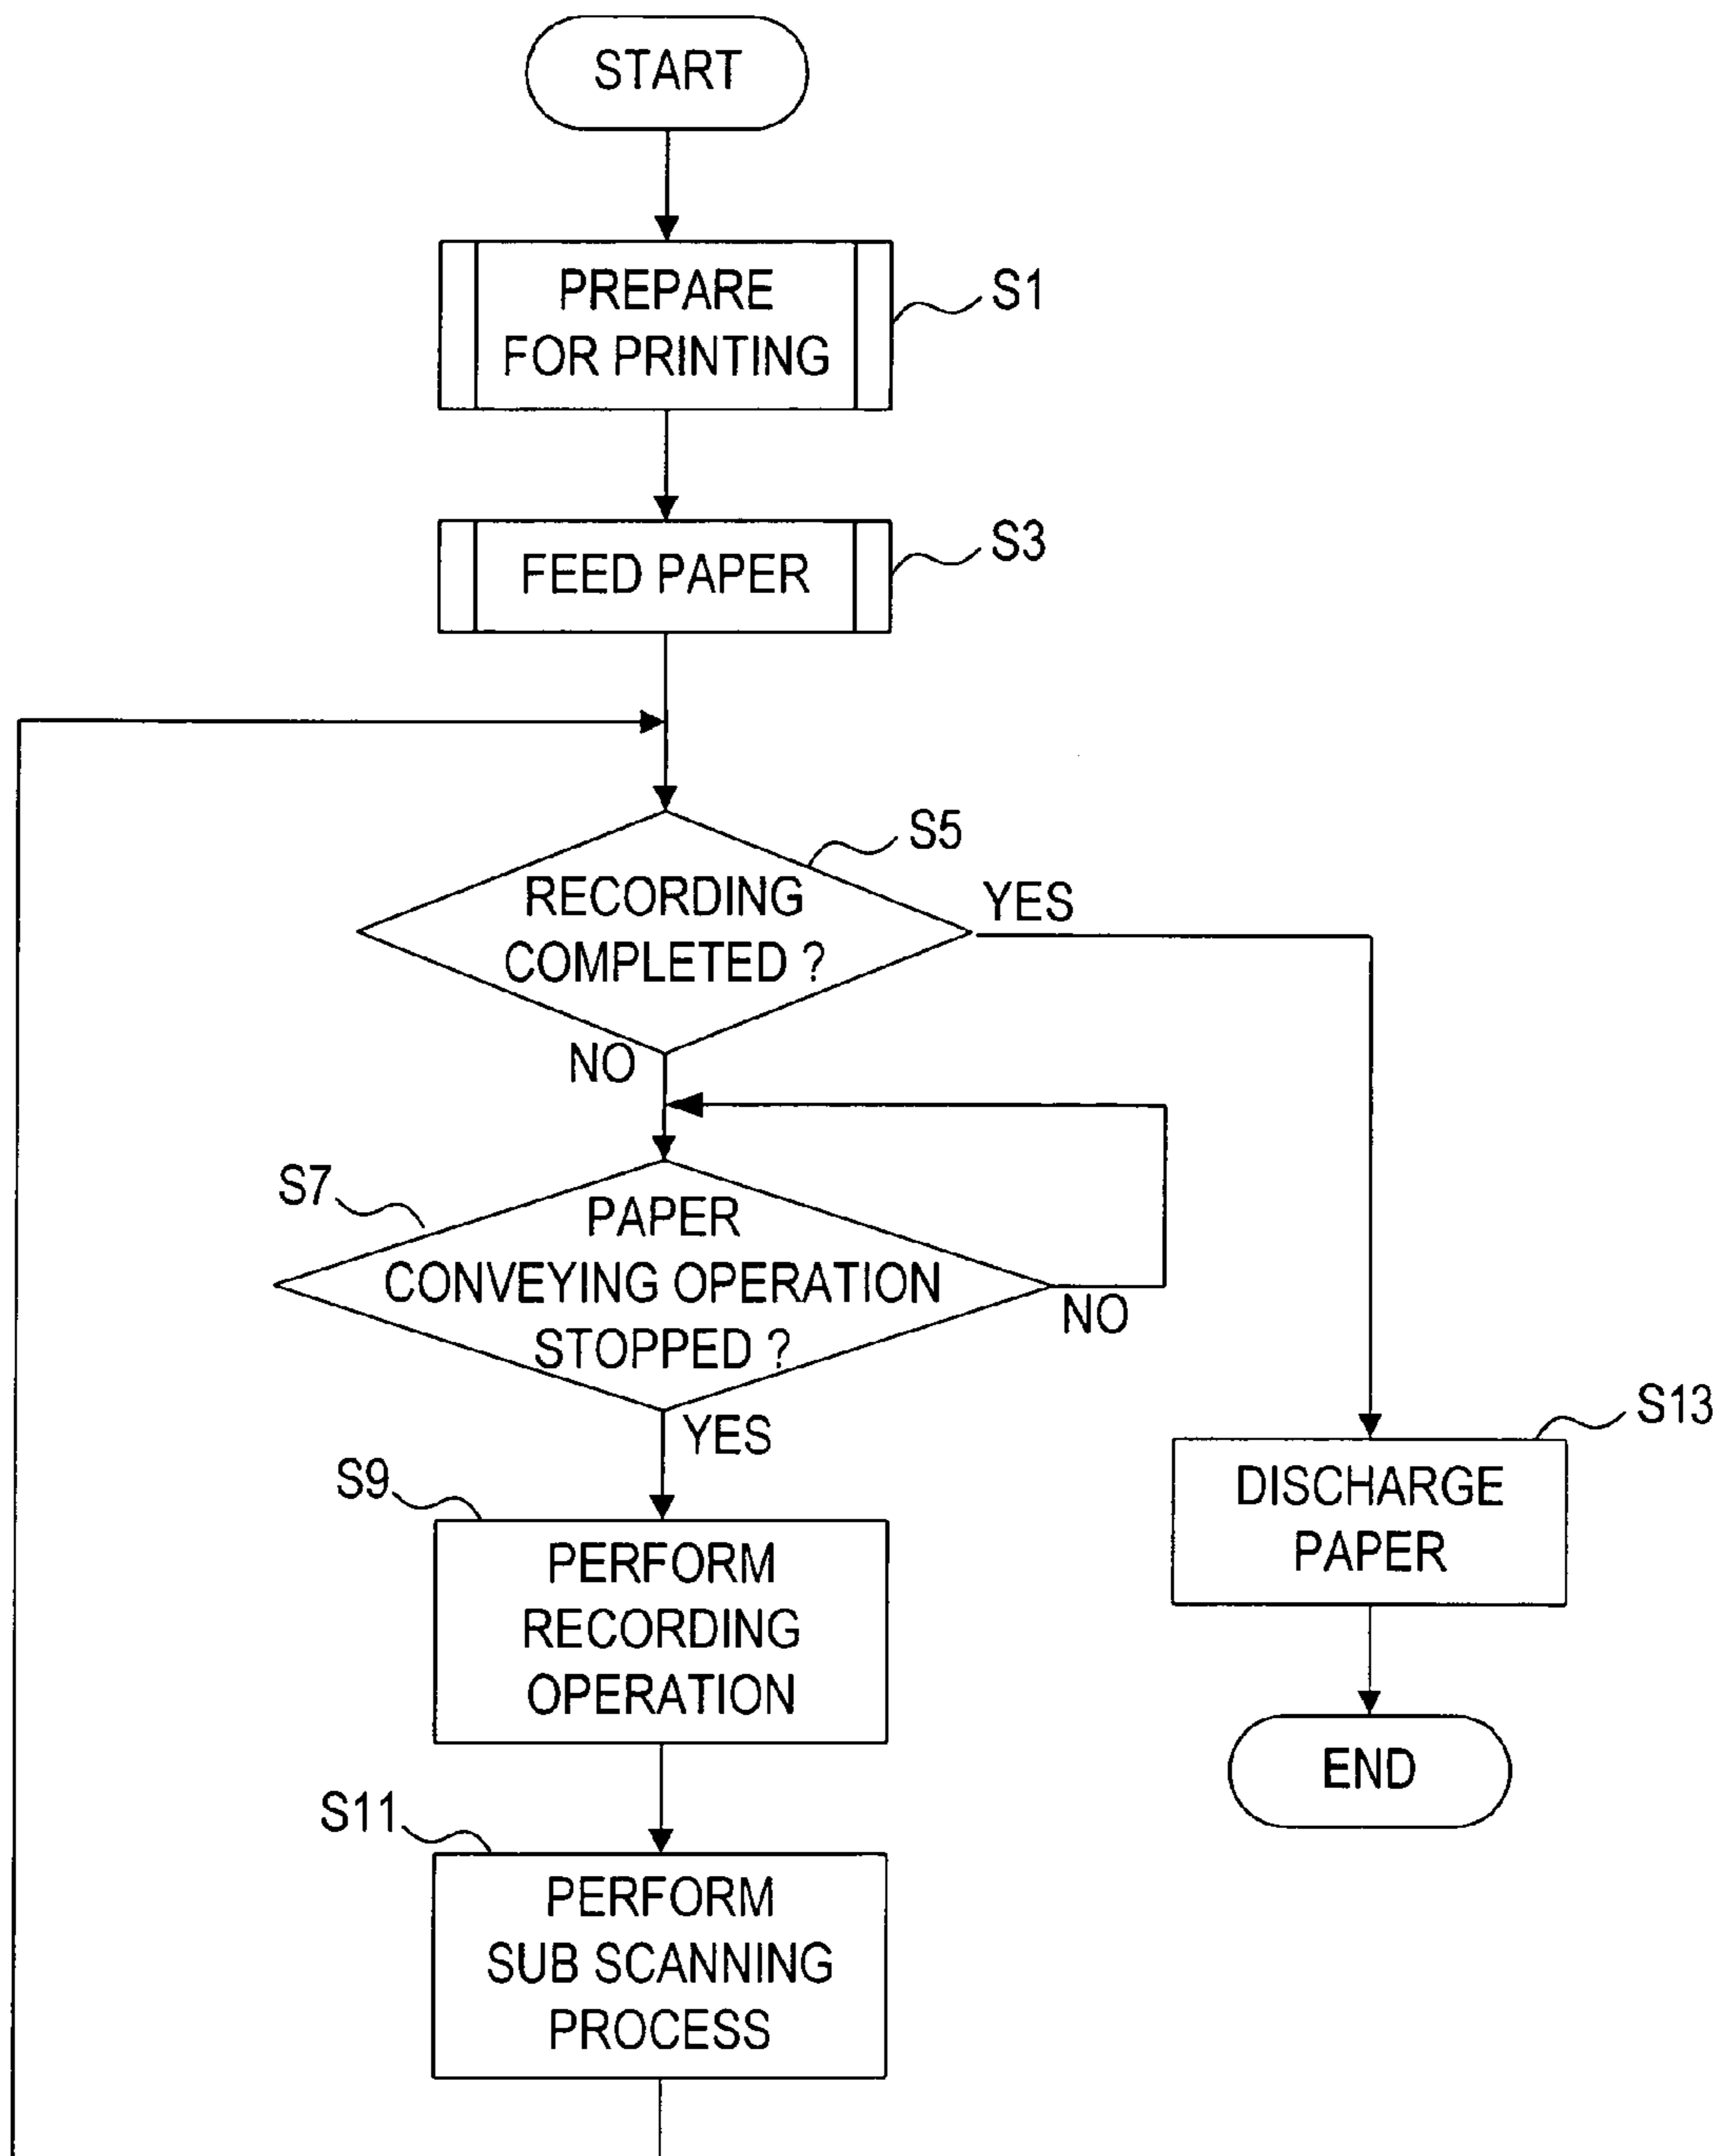 START
PREPARE
FOR PRINTING
S1
FEED PAPER
S3
S5
RECORDING
COMPLETED ?
YES
NO
S7
PAPER
CONVEYING OPERATION
STOPPED ?
NO
YES
S9
PERFORM
RECORDING
OPERATION
S13
DISCHARGE
PAPER
END
S11
PERFORM
SUB SCANNING
PROCESS